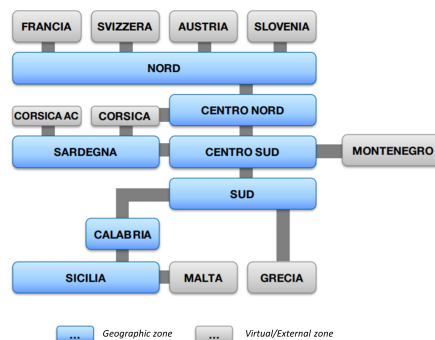 FRANCIA SVIZZERA AUSTRIA SLOVENIA
NORD
CENTRO NORD
CORSICA AC CORSICA
SARDEGNA CENTRO SUD MONTENEGRO
SUD
CALABRIA
SICILIA MALTA GRECIA
... Geographic zone ... Virtual/External zone